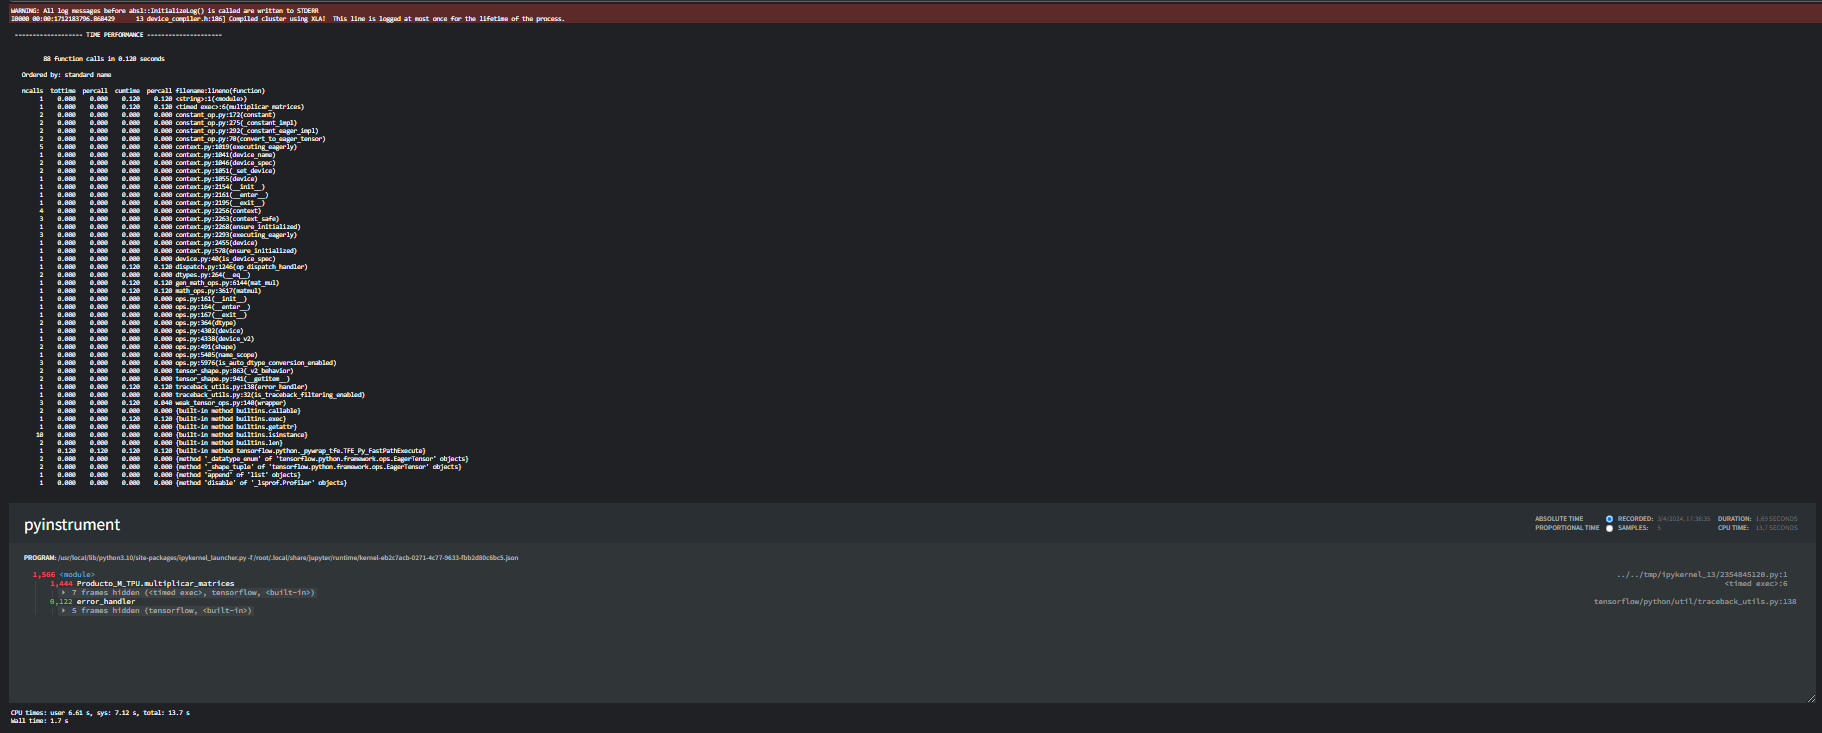 WARNING: All log messages before absl::InitializeLog() is called are written to STDERR
I0000 00:00:1712183796.868429      13 device_compiler.h:186] Compiled cluster using XLA!  This line is logged at most once for the lifetime of the process.
------------------- TIME PERFORMANCE ---------------------
88 function calls in 0.120 seconds
Ordered by: standard name
ncalls  tottime  percall  cumtime  percall filename:lineno(function)
1    0.000    0.000    0.120    0.120 <string>:1(<module>)
1    0.000    0.000    0.120    0.120 <timed exec>:6(multiplicar_matrices)
2    0.000    0.000    0.000    0.000 constant_op.py:172(constant)
2    0.000    0.000    0.000    0.000 constant_op.py:275(_constant_impl)
2    0.000    0.000    0.000    0.000 constant_op.py:292(_constant_eager_impl)
2    0.000    0.000    0.000    0.000 constant_op.py:70(convert_to_eager_tensor)
5    0.000    0.000    0.000    0.000 context.py:1019(executing_eagerly)
1    0.000    0.000    0.000    0.000 context.py:1041(device_name)
2    0.000    0.000    0.000    0.000 context.py:1046(device_spec)
2    0.000    0.000    0.000    0.000 context.py:1051(_set_device)
1    0.000    0.000    0.000    0.000 context.py:1055(device)
1    0.000    0.000    0.000    0.000 context.py:2154(__init__)
1    0.000    0.000    0.000    0.000 context.py:2161(__enter__)
1    0.000    0.000    0.000    0.000 context.py:2195(__exit__)
4    0.000    0.000    0.000    0.000 context.py:2256(context)
3    0.000    0.000    0.000    0.000 context.py:2263(context_safe)
1    0.000    0.000    0.000    0.000 context.py:2268(ensure_initialized)
3    0.000    0.000    0.000    0.000 context.py:2293(executing_eagerly)
1    0.000    0.000    0.000    0.000 context.py:2455(device)
1    0.000    0.000    0.000    0.000 context.py:578(ensure_initialized)
1    0.000    0.000    0.000    0.000 device.py:40(is_device_spec)
1    0.000    0.000    0.120    0.120 dispatch.py:1246(op_dispatch_handler)
2    0.000    0.000    0.000    0.000 dtypes.py:264(__eq__)
1    0.000    0.000    0.120    0.120 gen_math_ops.py:6144(mat_mul)
1    0.000    0.000    0.120    0.120 math_ops.py:3617(matmul)
1    0.000    0.000    0.000    0.000 ops.py:161(__init__)
1    0.000    0.000    0.000    0.000 ops.py:164(__enter__)
1    0.000    0.000    0.000    0.000 ops.py:167(__exit__)
2    0.000    0.000    0.000    0.000 ops.py:364(dtype)
1    0.000    0.000    0.000    0.000 ops.py:4302(device)
1    0.000    0.000    0.000    0.000 ops.py:4338(device_v2)
2    0.000    0.000    0.000    0.000 ops.py:491(shape)
1    0.000    0.000    0.000    0.000 ops.py:5405(name_scope)
3    0.000    0.000    0.000    0.000 ops.py:5976(is_auto_dtype_conversion_enabled)
2    0.000    0.000    0.000    0.000 tensor_shape.py:863(_v2_behavior)
2    0.000    0.000    0.000    0.000 tensor_shape.py:941(__getitem__)
1    0.000    0.000    0.120    0.120 traceback_utils.py:138(error_handler)
1    0.000    0.000    0.000    0.000 traceback_utils.py:32(is_traceback_filtering_enabled)
3    0.000    0.000    0.120    0.040 weak_tensor_ops.py:140(wrapper)
2    0.000    0.000    0.000    0.000 {built-in method builtins.callable}
1    0.000    0.000    0.120    0.120 {built-in method builtins.exec}
1    0.000    0.000    0.000    0.000 {built-in method builtins.getattr}
10    0.000    0.000    0.000    0.000 {built-in method builtins.isinstance}
2    0.000    0.000    0.000    0.000 {built-in method builtins.len}
1    0.120    0.120    0.120    0.120 {built-in method tensorflow.python._pywrap_tfe.TFE_Py_FastPathExecute}
2    0.000    0.000    0.000    0.000 {method '_datatype_enum' of 'tensorflow.python.framework.ops.EagerTensor' objects}
2    0.000    0.000    0.000    0.000 {method '_shape_tuple' of 'tensorflow.python.framework.ops.EagerTensor' objects}
1    0.000    0.000    0.000    0.000 {method 'append' of 'list' objects}
1    0.000    0.000    0.000    0.000 {method 'disable' of '_lsprof.Profiler' objects}
pyinstrument
ABSOLUTE TIME RECORDED: 3/4/2024, 17:36:35 DURATION: 1,69 SECONDS
PROPORTIONAL TIME SAMPLES: 5 CPU TIME: 13,7 SECONDS
PROGRAM: /usr/local/lib/python3.10/site-packages/ipykernel_launcher.py -f /root/.local/share/jupyter/runtime/kernel-eb2c7acb-0271-4c77-9633-fbb2d80c6bc5.json
1,566 <module> ../../tmp/ipykernel_13/2354845120.py:1
1,444 Producto_M_TPU.multiplicar_matrices <timed exec>:6
7 frames hidden (<timed exec>, tensorflow, <built-in>)
0,122 error_handler tensorflow/python/util/traceback_utils.py:138
5 frames hidden (tensorflow, <built-in>)
CPU times: user 6.61 s, sys: 7.12 s, total: 13.7 s
Wall time: 1.7 s